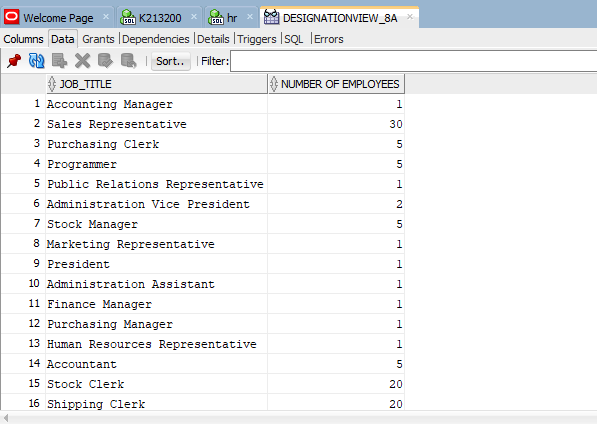 Welcome Page K213200 hr DESIGNATIONVIEW_8A
Columns Data Grants Dependencies Details Triggers SQL Errors
Sort.. Filter:
JOB_TITLE NUMBER OF EMPLOYEES
1 Accounting Manager 1
2 Sales Representative 30
3 Purchasing Clerk 5
4 Programmer 5
5 Public Relations Representative 1
6 Administration Vice President 2
7 Stock Manager 5
8 Marketing Representative 1
9 President 1
10 Administration Assistant 1
11 Finance Manager 1
12 Purchasing Manager 1
13 Human Resources Representative 1
14 Accountant 5
15 Stock Clerk 20
16 Shipping Clerk 20